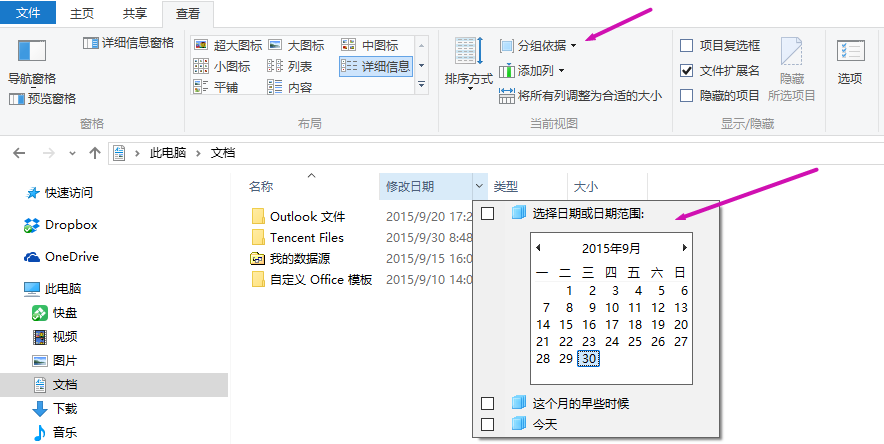 文件 主页 共享 查看
导航窗格
预览窗格
详细信息窗格
窗格
超大图标 大图标 中图标
小图标 列表 详细信息
平铺 内容
布局
排序方式
分组依据
添加列
将所有列调整为合适的大小
当前视图
项目复选框
文件扩展名
隐藏的项目
隐藏
所选项目
显示/隐藏
选项
此电脑 文档
快速访问
Dropbox
OneDrive
此电脑
快盘
视频
图片
文档
下载
音乐
名称 修改日期 类型 大小
Outlook 文件 2015/9/20 17:2
Tencent Files 2015/9/30 8:48
我的数据源 2015/9/15 16:0
自定义 Office 模板 2015/9/10 14:0
选择日期或日期范围:
2015年9月
一 二 三 四 五 六 日
1 2 3 4 5 6
7 8 9 10 11 12 13
14 15 16 17 18 19 20
21 22 23 24 25 26 27
28 29 30
这个月的早些时候
今天